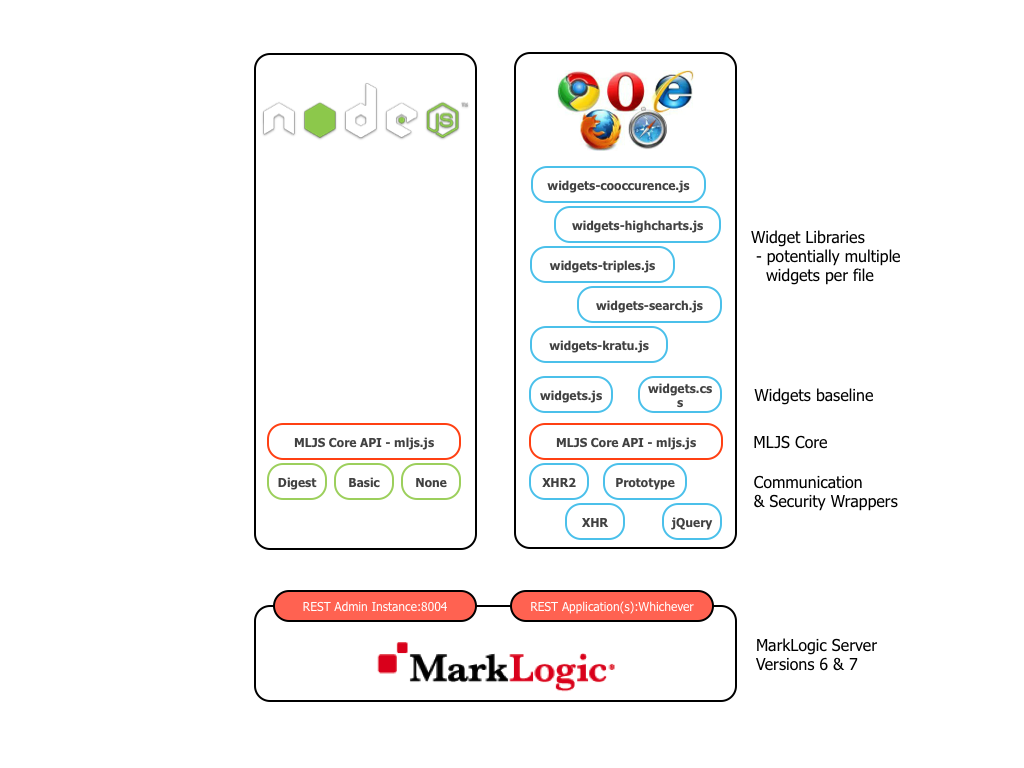 node
JS
™
widgets-cooccurence.js
widgets-highcharts.js
widgets-triples.js
widgets-search.js
widgets-kratu.js
widgets.js
widgets.cs
s
Widget Libraries
- potentially multiple
widgets per file
Widgets baseline
MLJS Core API - mljs.js
MLJS Core API - mljs.js
MLJS Core
Digest
Basic
None
XHR2
Prototype
XHR
jQuery
Communication
& Security Wrappers
REST Admin Instance:8004
REST Application(s):Whichever
MarkLogic®
MarkLogic Server
Versions 6 & 7